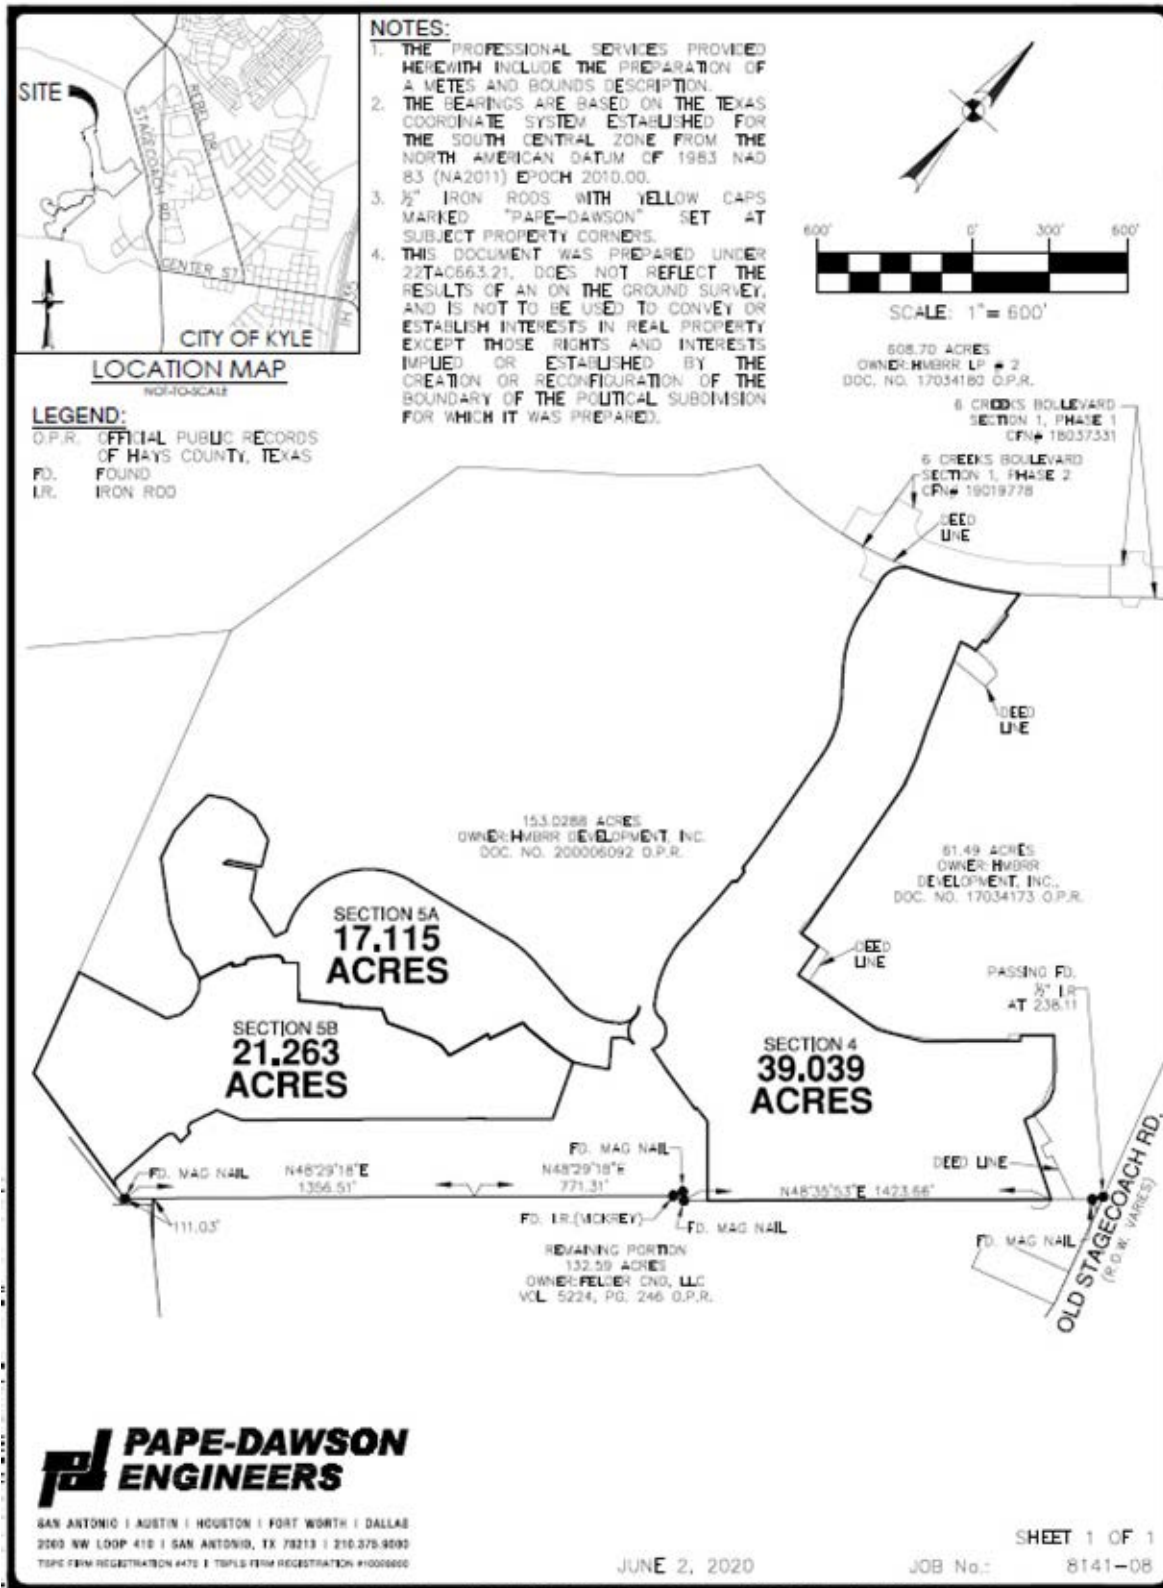 SITE
STAGECOACH RD
REBEL DR.
CENTER ST
IH 35
CITY OF KYLE
LOCATION MAP
NOT-TO-SCALE
LEGEND:
O.P.R. OFFICIAL PUBLIC RECORDS
OF HAYS COUNTY, TEXAS
FD. FOUND
I.R. IRON ROD
NOTES:
1. THE PROFESSIONAL SERVICES PROVIDED
HEREWITH INCLUDE THE PREPARATION OF
A METES AND BOUNDS DESCRIPTION.
2. THE BEARINGS ARE BASED ON THE TEXAS
COORDINATE SYSTEM ESTABLISHED FOR
THE SOUTH CENTRAL ZONE FROM THE
NORTH AMERICAN DATUM OF 1983 NAD
83 (NA2011) EPOCH 2010.00.
3. ½" IRON RODS WITH YELLOW CAPS
MARKED "PAPE-DAWSON" SET AT
SUBJECT PROPERTY CORNERS.
4. THIS DOCUMENT WAS PREPARED UNDER
22TAC663.21, DOES NOT REFLECT THE
RESULTS OF AN ON THE GROUND SURVEY,
AND IS NOT TO BE USED TO CONVEY OR
ESTABLISH INTERESTS IN REAL PROPERTY
EXCEPT THOSE RIGHTS AND INTERESTS
IMPLIED OR ESTABLISHED BY THE
CREATION OR RECONFIGURATION OF THE
BOUNDARY OF THE POLITICAL SUBDIVISION
FOR WHICH IT WAS PREPARED.
600' 0' 300' 600'
SCALE: 1"= 600'
608.70 ACRES
OWNER: HMBRR LP # 2
DOC. NO. 17034180 O.P.R.
6 CREEKS BOULEVARD
SECTION 1, PHASE 1
CFN# 18037331
6 CREEKS BOULEVARD
SECTION 1, PHASE 2
CFN# 19019778
DEED
LINE
DEED
LINE
153.0288 ACRES
OWNER: HMBRR DEVELOPMENT, INC.
DOC. NO. 200006092 O.P.R.
61.49 ACRES
OWNER: HMBRR
DEVELOPMENT, INC.,
DOC. NO. 17034173 O.P.R.
DEED
LINE
PASSING FD.
½" I.R
AT 238.11
SECTION 5A
17.115
ACRES
SECTION 5B
21.263
ACRES
SECTION 4
39.039
ACRES
FD. MAG NAIL
N48°29'18"E
1356.51'
111.03'
FD. MAG NAIL
N48°29'18"E
771.31'
FD. I.R.(VICKREY)
FD. MAG NAIL
DEED LINE
N48°35'53"E 1423.66'
FD. MAG NAIL
OLD STAGECOACH RD.
(R.O.W. VARIES)
REMAINING PORTION
132.59 ACRES
OWNER: FELDER CND, LLC
VOL 5224, PG. 246 O.P.R.
PAPE-DAWSON
ENGINEERS
SAN ANTONIO I AUSTIN I HOUSTON I FORT WORTH I DALLAS
2000 NW LOOP 410 I SAN ANTONIO, TX 78213 I 210.375.9000
TBPE FIRM REGISTRATION #470 I TBPLS FIRM REGISTRATION
JUNE 2, 2020
SHEET 1 OF 1
JOB No.: 8141-08